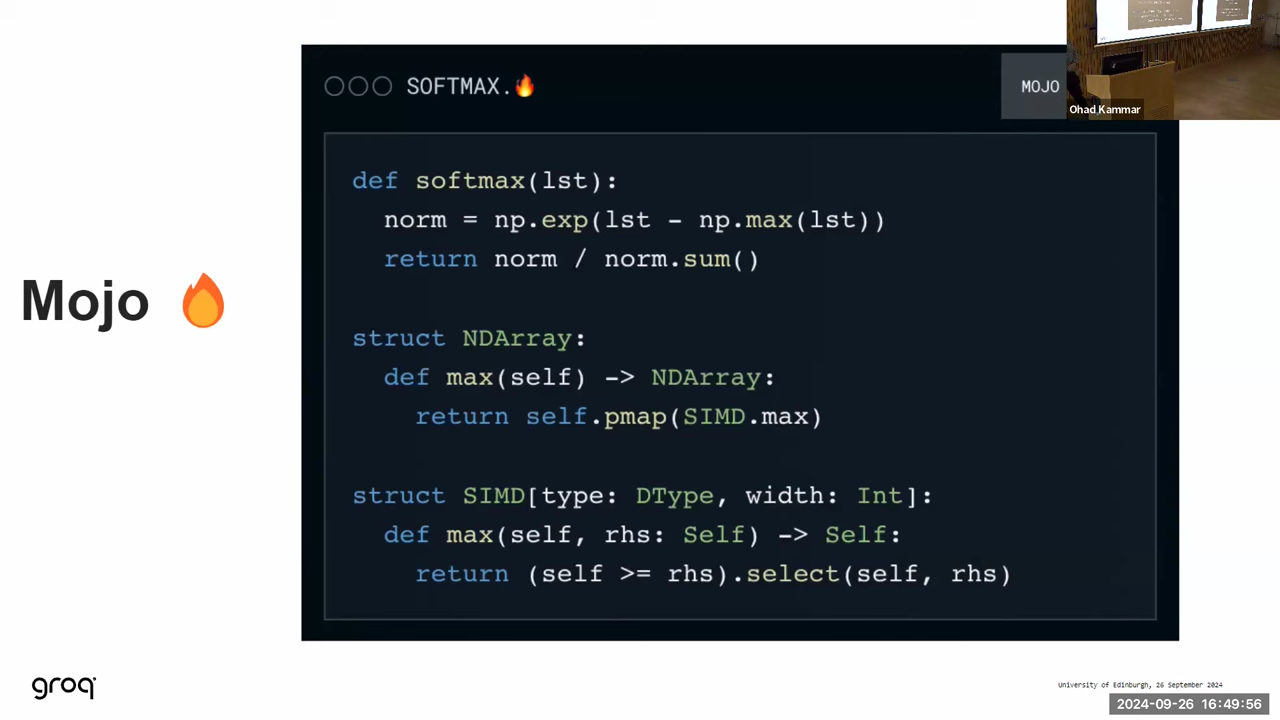 SOFTMAX.🔥
MOJO
Ohad Kammar
def softmax(lst):
norm = np.exp(lst - np.max(lst))
return norm / norm.sum()
Mojo 🔥
struct NDArray:
def max(self) -> NDArray:
return self.pmap(SIMD.max)
struct SIMD[type: DType, width: Int]:
def max(self, rhs: Self) -> Self:
return (self >= rhs).select(self, rhs)
groq
University of Edinburgh, 26 September 2024
2024-09-26 16:49:56